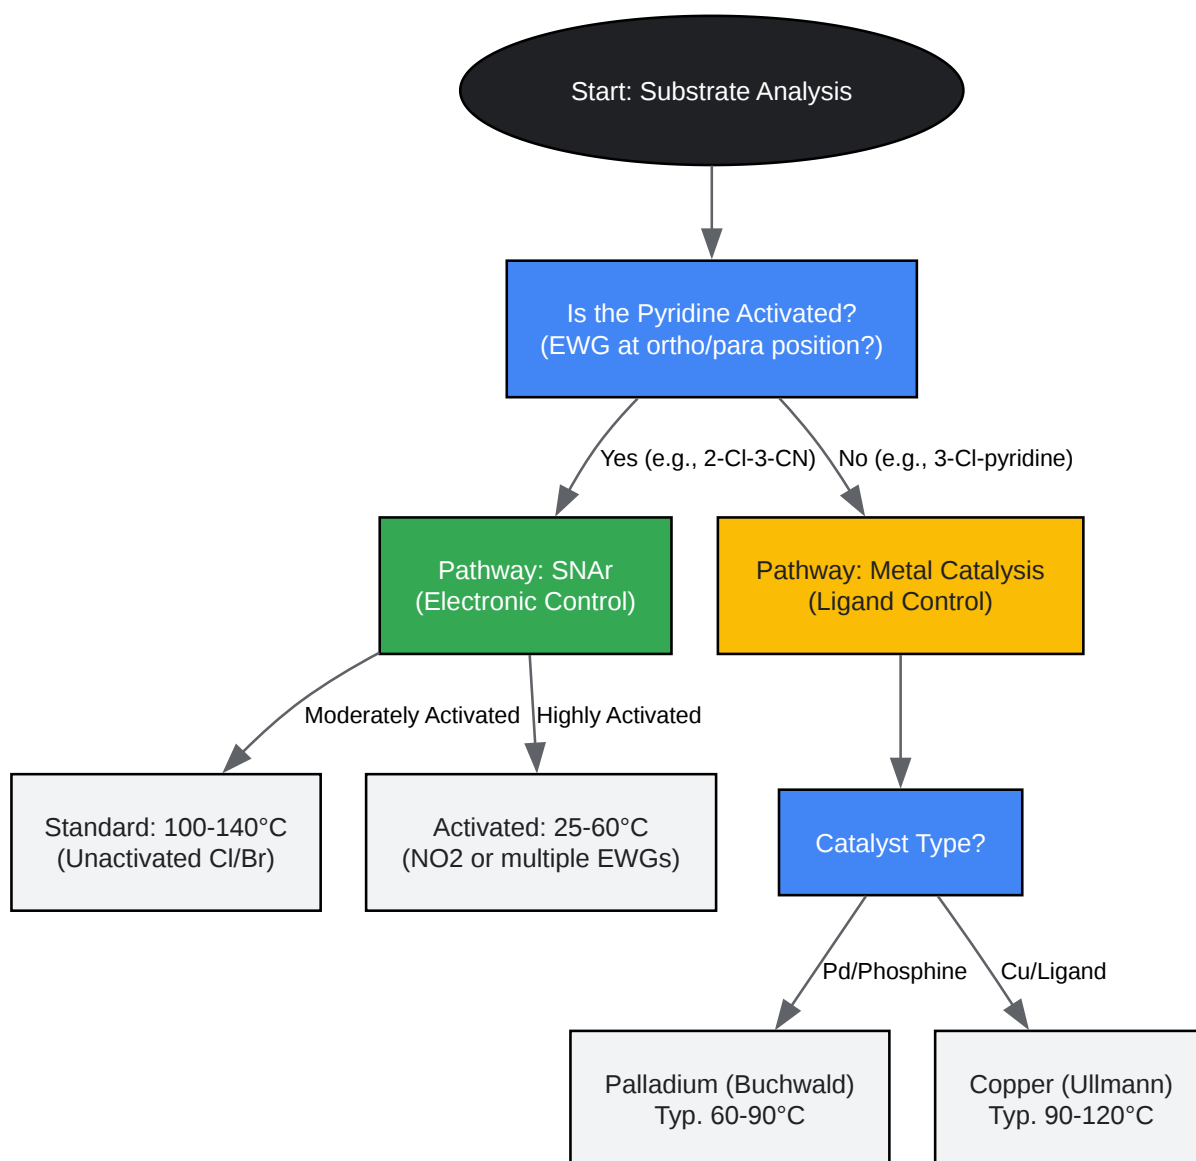 Start: Substrate Analysis
Is the Pyridine Activated?
(EWG at ortho/para position?)
Yes (e.g., 2-Cl-3-CN)
No (e.g., 3-Cl-pyridine)
Pathway: SNAr
(Electronic Control)
Pathway: Metal Catalysis
(Ligand Control)
Moderately Activated
Highly Activated
Standard: 100-140°C
(Unactivated Cl/Br)
Activated: 25-60°C
(NO2 or multiple EWGs)
Catalyst Type?
Pd/Phosphine
Cu/Ligand
Palladium (Buchwald)
Typ. 60-90°C
Copper (Ullmann)
Typ. 90-120°C